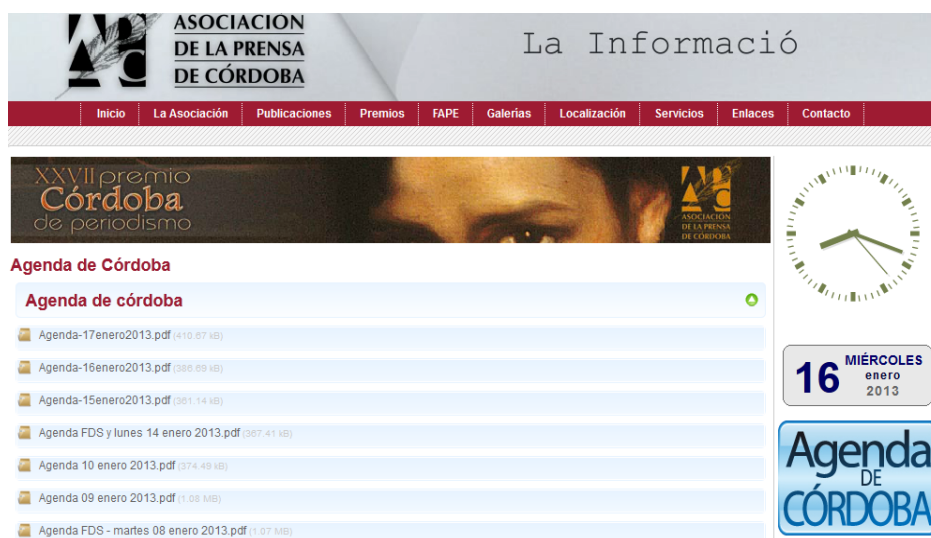 ASOCIACION
DE LA PRENSA
DE CÓRDOBA
La Informació
Inicio La Asociación Publicaciones Premios FAPE Galerías Localización Servicios Enlaces Contacto
XXVII premio
Córdoba
de periodismo
ASOCIACIÓN
DE LA PRENSA
DE CÓRDOBA
Agenda de Córdoba
Agenda de córdoba
Agenda-17enero2013.pdf (410.67 kB)
Agenda-16enero2013.pdf (386.69 kB)
Agenda-15enero2013.pdf (361.14 kB)
Agenda FDS y lunes 14 enero 2013.pdf (367.41 kB)
Agenda 10 enero 2013.pdf (374.49 kB)
Agenda 09 enero 2013.pdf (1.08 MB)
Agenda FDS - martes 08 enero 2013.pdf (1.07 MB)
16 MIÉRCOLES
enero
2013
Agenda
DE
CÓRDOBA